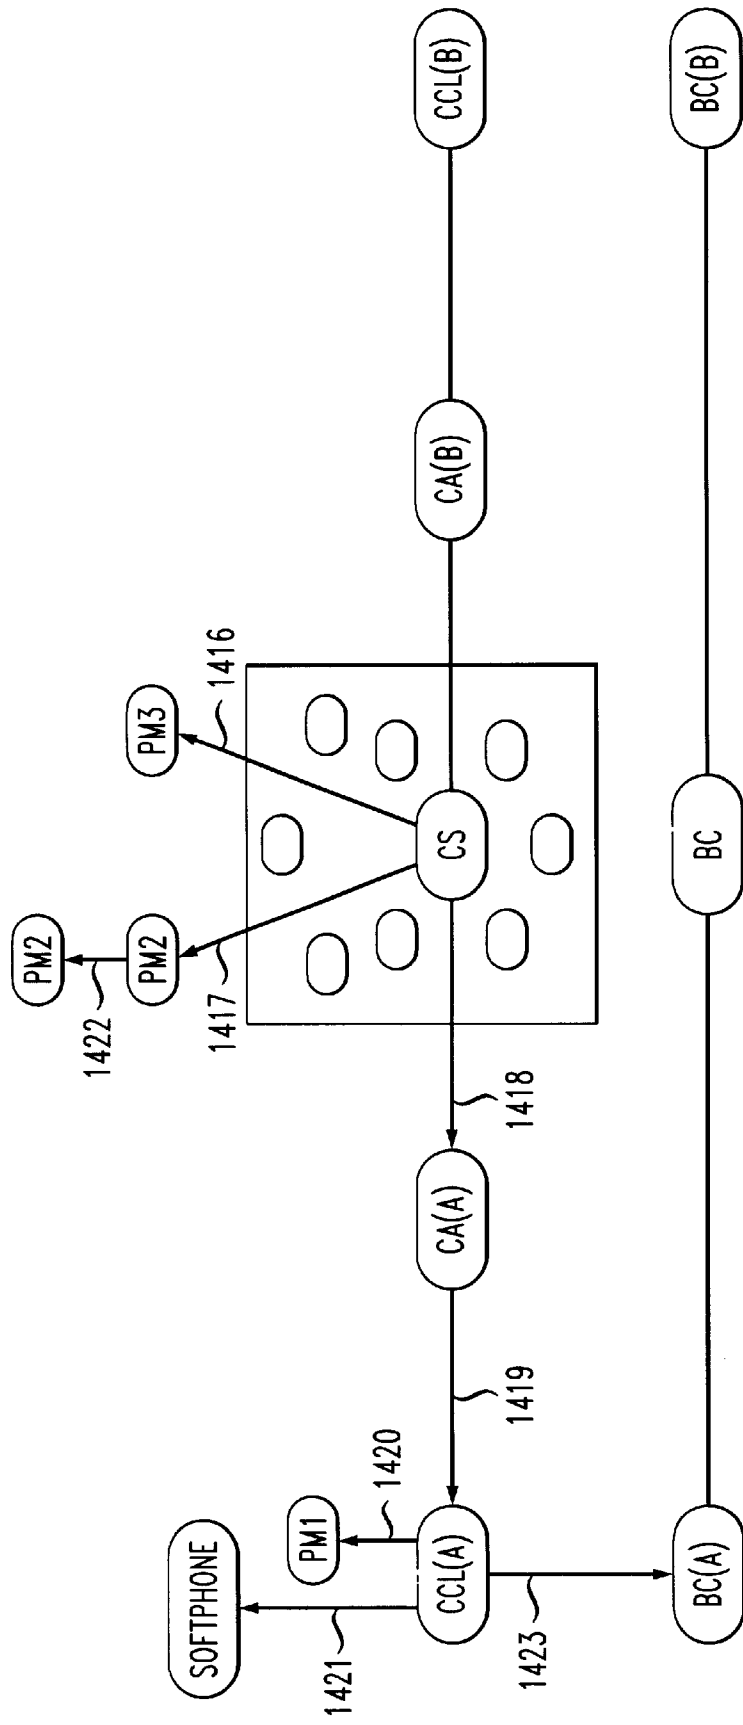 SOFTPHONE
1421
PM1
1420
CCL(A)
1423
BC(A)
1419
CA(A)
1418
PM2
1422
PM2
1417
PM3
1416
CS
BC
CA(B)
CCL(B)
BC(B)